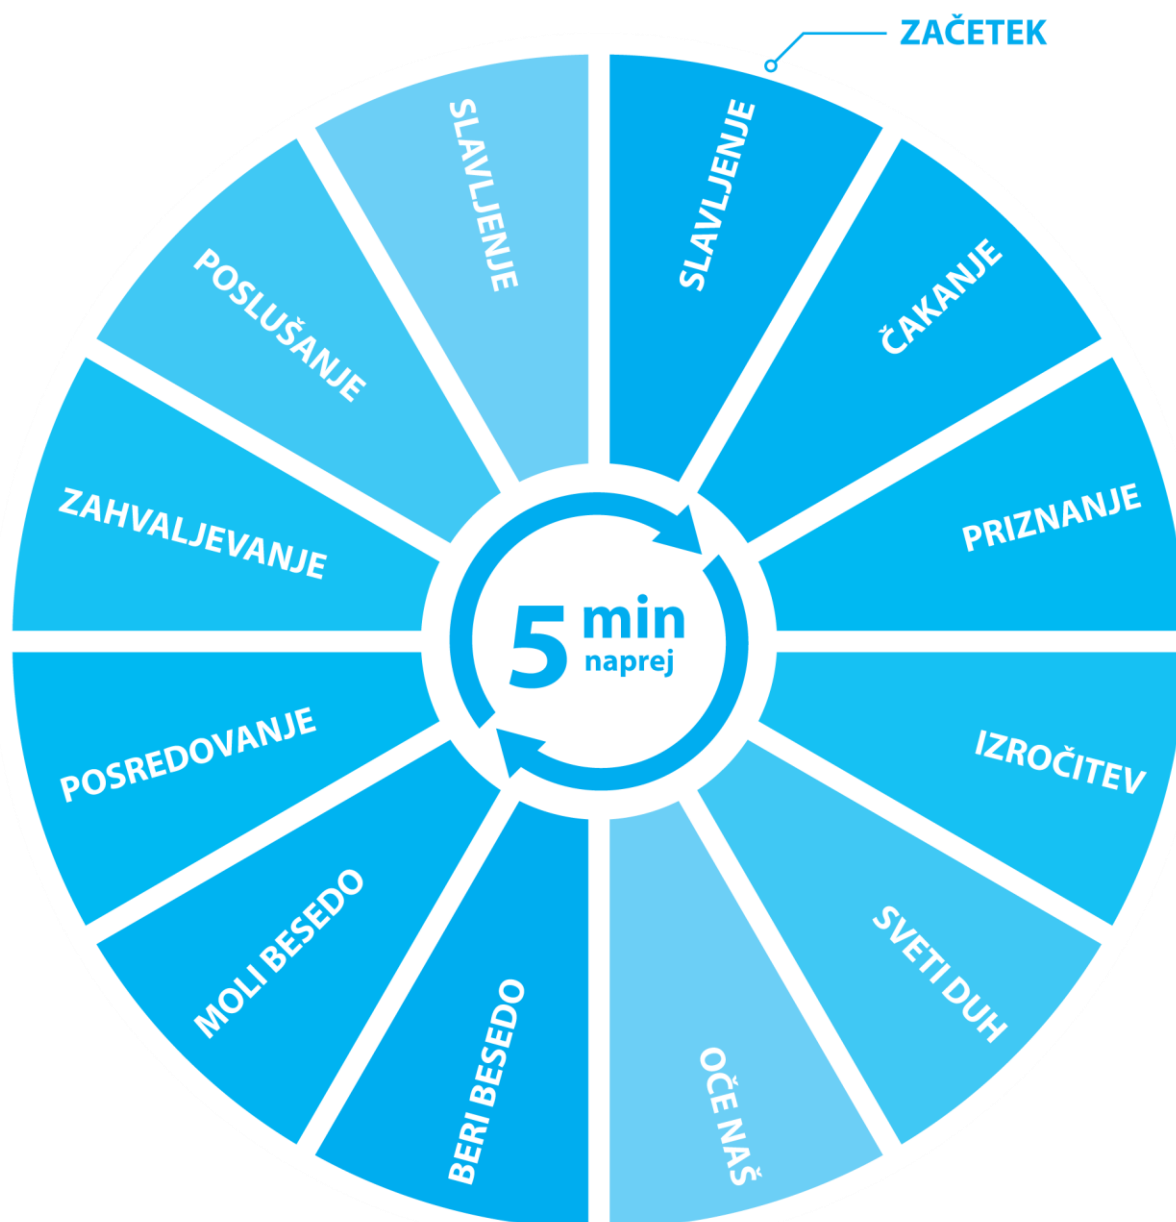 ZAČETEK
SLAVLJENJE
ČAKANJE
PRIZNANJE
IZROČITEV
SVETI DUH
OČE NAŠ
BERI BESEDO
MOLI BESEDO
POSREDOVANJE
ZAHVALJEVANJE
POSLUŠANJE
SLAVLJENJE
5 min
naprej